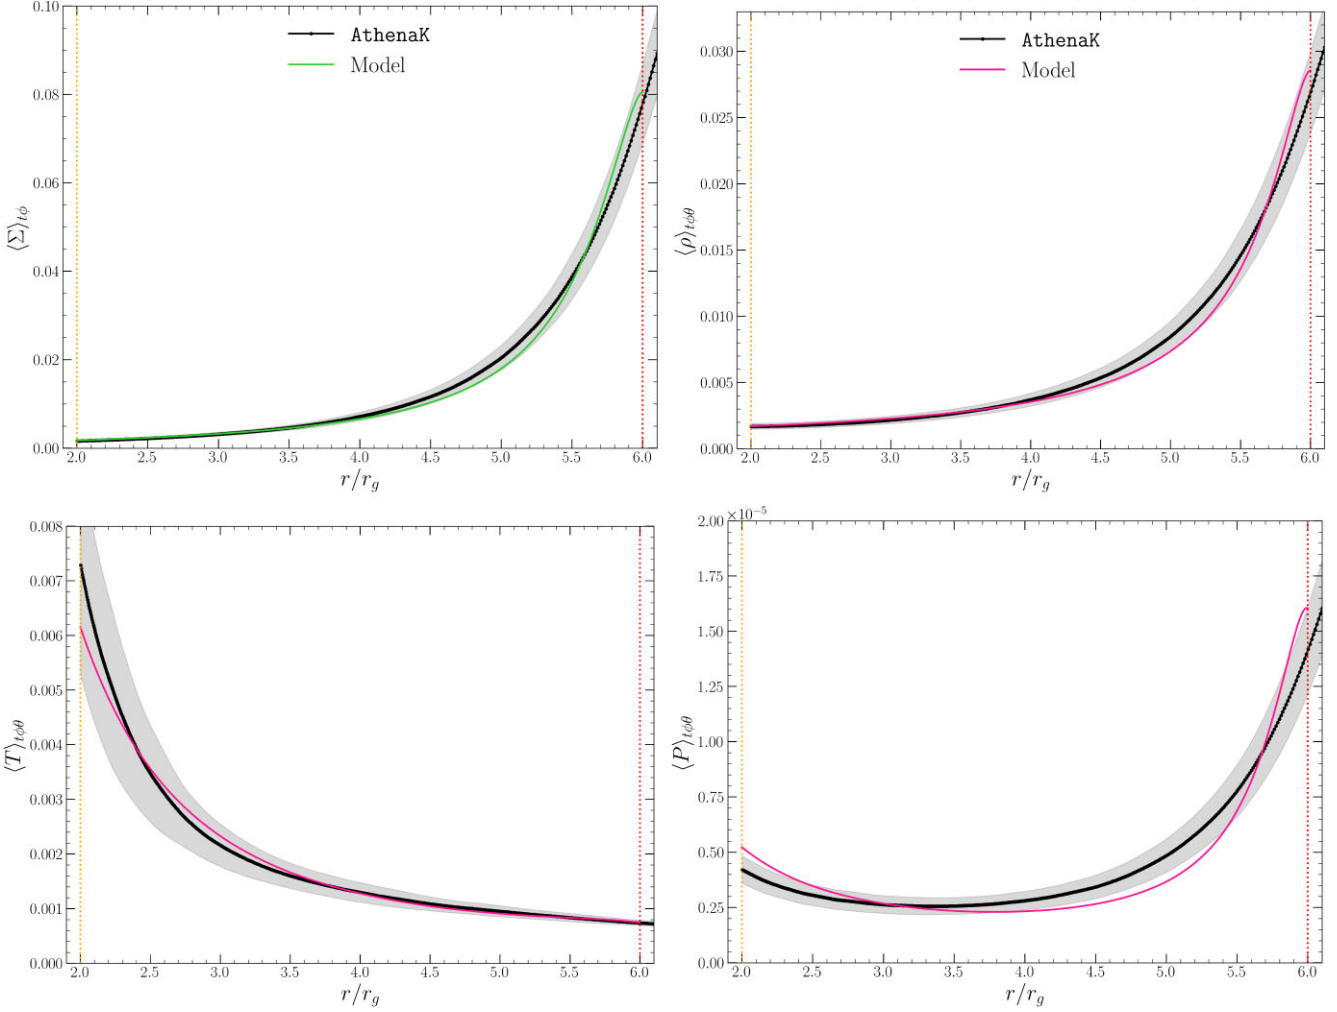 AthenaK
Model
0.10
0.08
0.06
0.04
0.02
0.00
⟨Σ⟩tϕ
2.0 2.5 3.0 3.5 4.0 4.5 5.0 5.5 6.0
r/rg
AthenaK
Model
0.030
0.025
0.020
0.015
0.010
0.005
0.000
⟨ρ⟩tϕθ
2.0 2.5 3.0 3.5 4.0 4.5 5.0 5.5 6.0
r/rg
0.008
0.007
0.006
0.005
0.004
0.003
0.002
0.001
0.000
⟨T⟩tϕθ
2.0 2.5 3.0 3.5 4.0 4.5 5.0 5.5 6.0
r/rg
×10−5
2.00
1.75
1.50
1.25
1.00
0.75
0.50
0.25
0.00
⟨P⟩tϕθ
2.0 2.5 3.0 3.5 4.0 4.5 5.0 5.5 6.0
r/rg